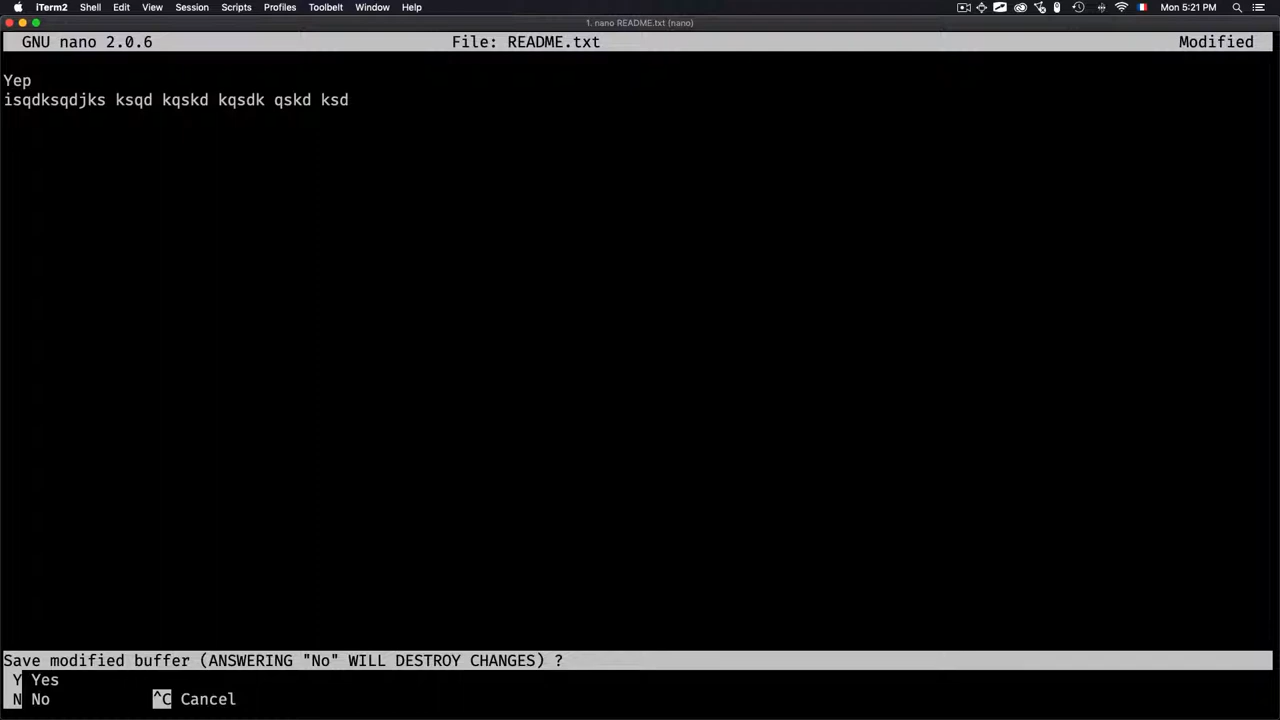 iTerm2 Shell Edit View Session Scripts Profiles Toolbelt Window Help Mon 5:21 PM
1. nano README.txt (nano)
GNU nano 2.0.6 File: README.txt Modified
Yep
isqdksqdjks ksqd kqskd kqsdk qskd ksd
Save modified buffer (ANSWERING "No" WILL DESTROY CHANGES) ?
Y Yes
N No ^C Cancel